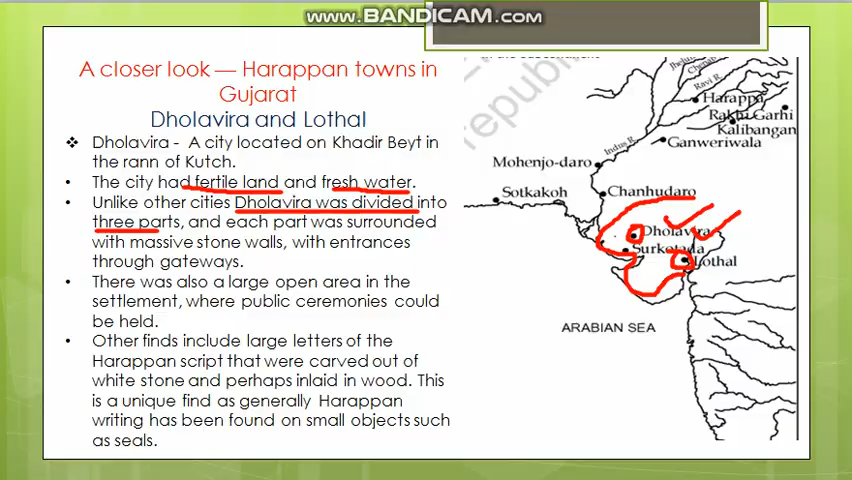 www.BANDICAM.com
A closer look — Harappan towns in
Gujarat
Dholavira and Lothal
❖ Dholavira - A city located on Khadir Beyt in
the rann of Kutch.
• The city had fertile land and fresh water.
• Unlike other cities Dholavira was divided into
three parts, and each part was surrounded
with massive stone walls, with entrances
through gateways.
• There was also a large open area in the
settlement, where public ceremonies could
be held.
• Other finds include large letters of the
Harappan script that were carved out of
white stone and perhaps inlaid in wood. This
is a unique find as generally Harappan
writing has been found on small objects such
as seals.
republic
Jhelum
Chenab
Ravi R.
Harappa
Rakhi Garhi
Kalibangan
Indus R.
Ganweriwala
Mohenjo-daro
Sotkakoh
Chanhudaro
Dholavira
Surkotada
Lothal
ARABIAN SEA